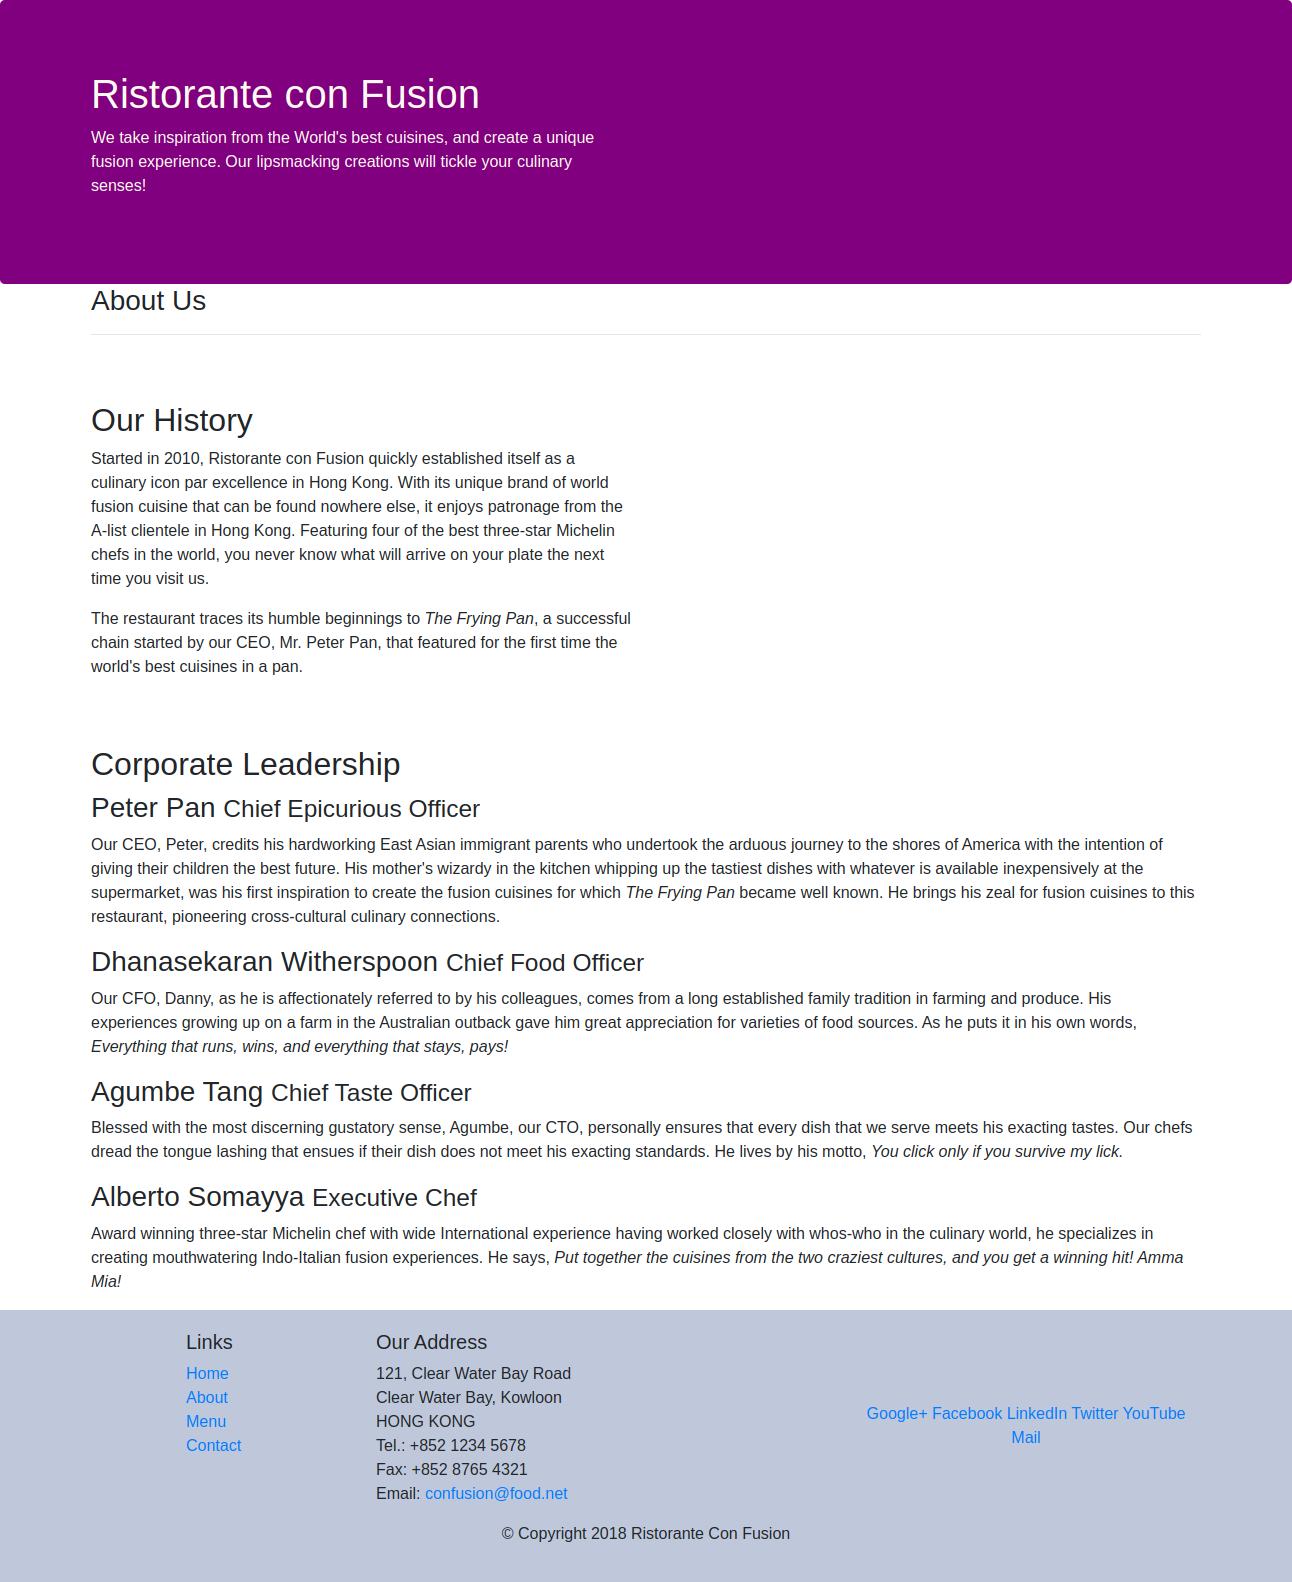 Ristorante con Fusion
We take inspiration from the World's best cuisines, and create a unique
fusion experience. Our lipsmacking creations will tickle your culinary
senses!
About Us
Our History
Started in 2010, Ristorante con Fusion quickly established itself as a
culinary icon par excellence in Hong Kong. With its unique brand of world
fusion cuisine that can be found nowhere else, it enjoys patronage from the
A-list clientele in Hong Kong. Featuring four of the best three-star Michelin
chefs in the world, you never know what will arrive on your plate the next
time you visit us.
The restaurant traces its humble beginnings to The Frying Pan, a successful
chain started by our CEO, Mr. Peter Pan, that featured for the first time the
world's best cuisines in a pan.
Corporate Leadership
Peter Pan Chief Epicurious Officer
Our CEO, Peter, credits his hardworking East Asian immigrant parents who undertook the arduous journey to the shores of America with the intention of
giving their children the best future. His mother's wizardy in the kitchen whipping up the tastiest dishes with whatever is available inexpensively at the
supermarket, was his first inspiration to create the fusion cuisines for which The Frying Pan became well known. He brings his zeal for fusion cuisines to this
restaurant, pioneering cross-cultural culinary connections.
Dhanasekaran Witherspoon Chief Food Officer
Our CFO, Danny, as he is affectionately referred to by his colleagues, comes from a long established family tradition in farming and produce. His
experiences growing up on a farm in the Australian outback gave him great appreciation for varieties of food sources. As he puts it in his own words,
Everything that runs, wins, and everything that stays, pays!
Agumbe Tang Chief Taste Officer
Blessed with the most discerning gustatory sense, Agumbe, our CTO, personally ensures that every dish that we serve meets his exacting tastes. Our chefs
dread the tongue lashing that ensues if their dish does not meet his exacting standards. He lives by his motto, You click only if you survive my lick.
Alberto Somayya Executive Chef
Award winning three-star Michelin chef with wide International experience having worked closely with whos-who in the culinary world, he specializes in
creating mouthwatering Indo-Italian fusion experiences. He says, Put together the cuisines from the two craziest cultures, and you get a winning hit! Amma
Mia!
Links
Home
About
Menu
Contact
Our Address
121, Clear Water Bay Road
Clear Water Bay, Kowloon
HONG KONG
Tel.: +852 1234 5678
Fax: +852 8765 4321
Email: confusion@food.net
Google+ Facebook LinkedIn Twitter YouTube
Mail
© Copyright 2018 Ristorante Con Fusion